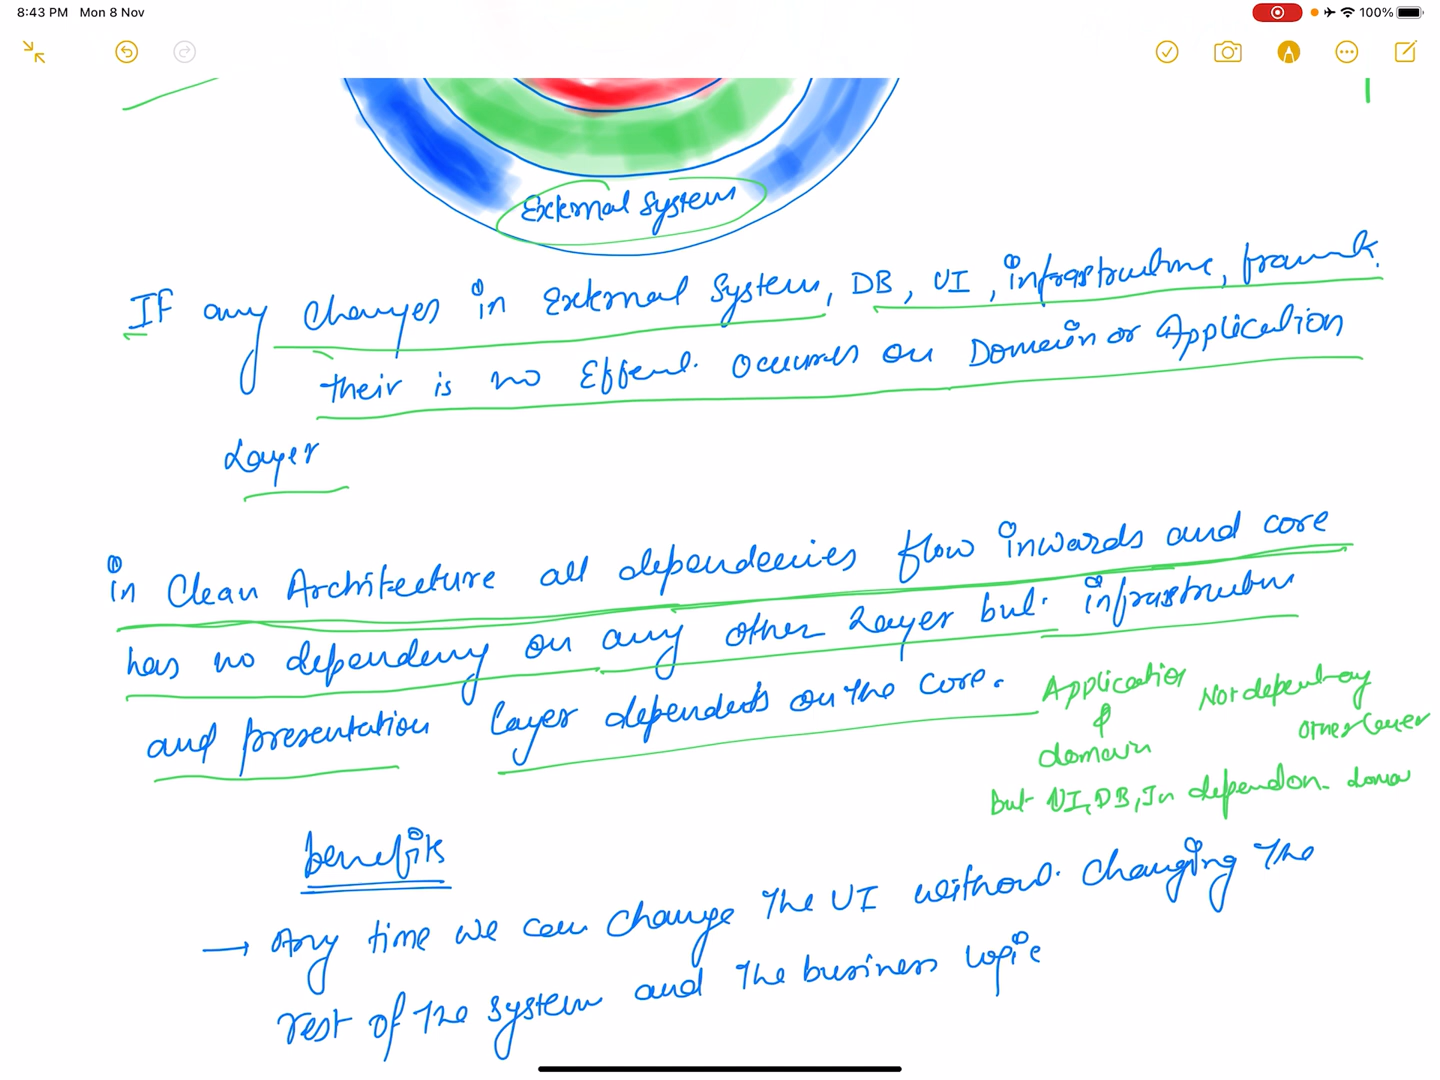 8:43 PM Mon 8 Nov
100%
External System
If any changes in External System, DB, UI, infrastructure, framwk.
their is no Effect. Occurres on Domain or Application
Layer
in Clean Architecture all dependencies flow inwards and core
has no dependency on any other Layer but infrastructure
and presentation layer dependends on the core.
Application Not depend any
&
other layer
domain
but UI, DB, In depend on. doma
benefits
→ Any time we can change the UI without changing the
rest of the system and the business logic